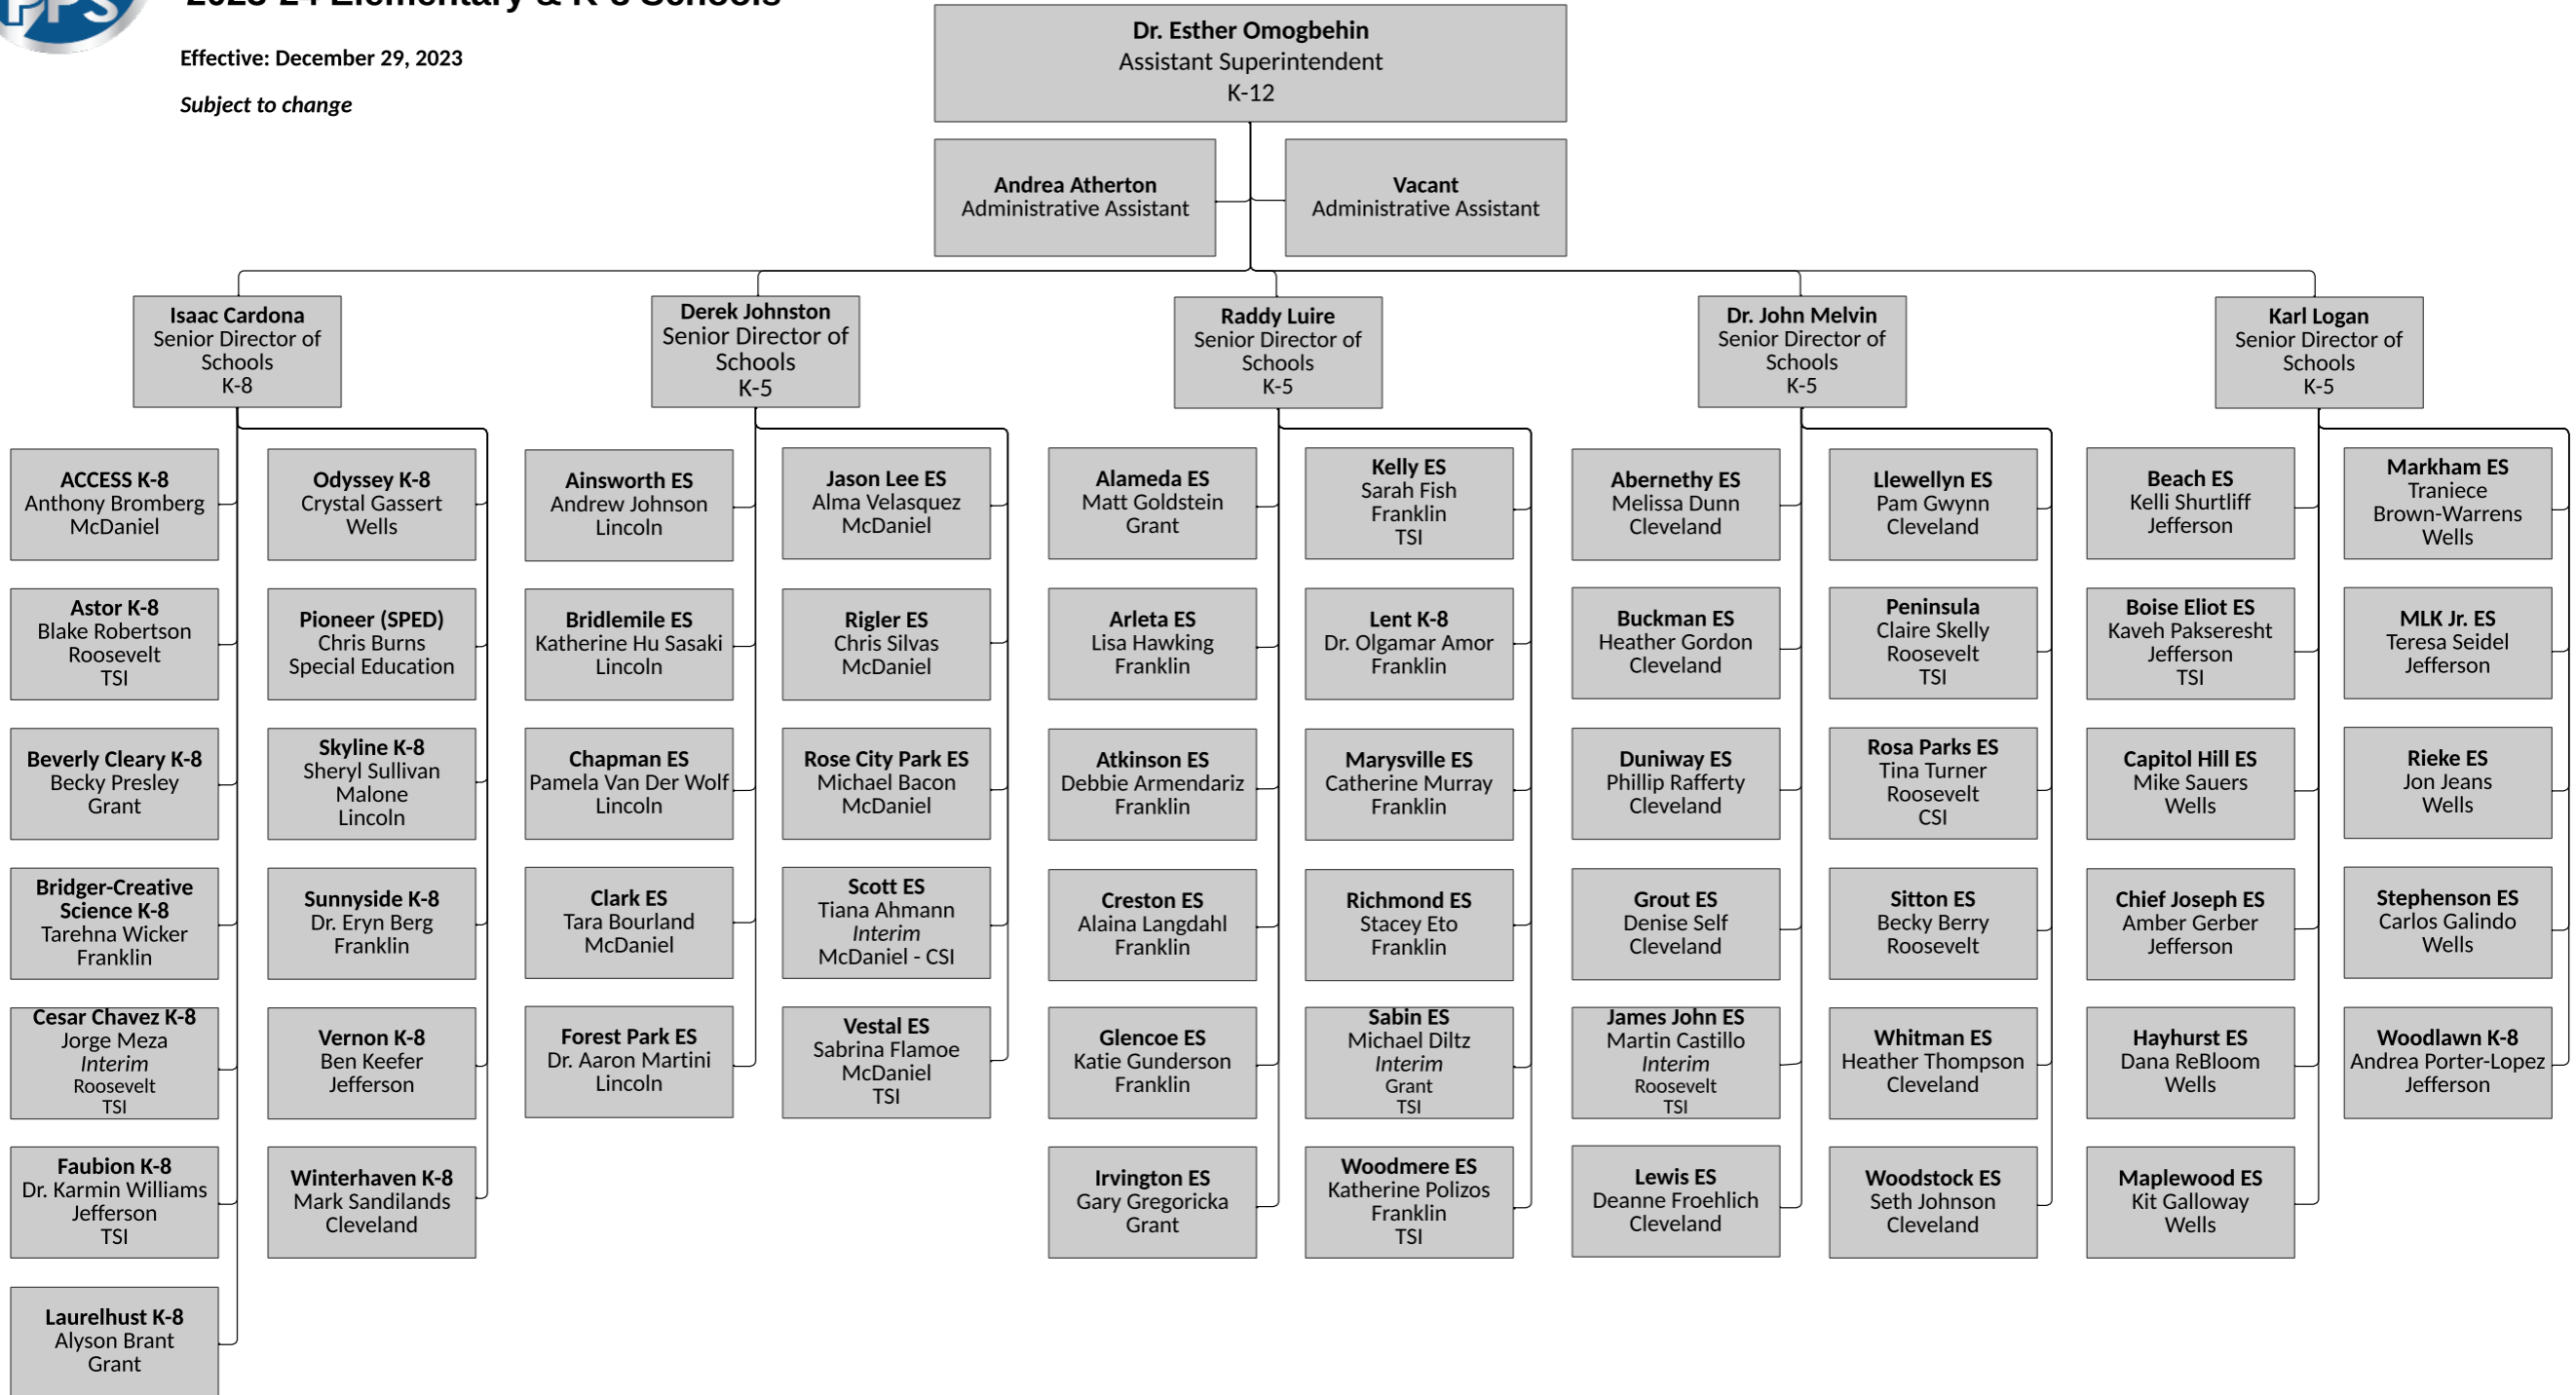 PPS
2023-24 Elementary & K-8 Schools
Effective: December 29, 2023
Subject to change
Dr. Esther Omogbehin
Assistant Superintendent
K-12
Andrea Atherton
Administrative Assistant
Vacant
Administrative Assistant
Isaac Cardona
Senior Director of
Schools
K-8
Derek Johnston
Senior Director of
Schools
K-5
Raddy Luire
Senior Director of
Schools
K-5
Dr. John Melvin
Senior Director of
Schools
K-5
Karl Logan
Senior Director of
Schools
K-5
ACCESS K-8
Anthony Bromberg
McDaniel
Astor K-8
Blake Robertson
Roosevelt
TSI
Beverly Cleary K-8
Becky Presley
Grant
Bridger-Creative
Science K-8
Tarehna Wicker
Franklin
Cesar Chavez K-8
Jorge Meza
Interim
Roosevelt
TSI
Faubion K-8
Dr. Karmin Williams
Jefferson
TSI
Laurelhust K-8
Alyson Brant
Grant
Odyssey K-8
Crystal Gassert
Wells
Pioneer (SPED)
Chris Burns
Special Education
Skyline K-8
Sheryl Sullivan
Malone
Lincoln
Sunnyside K-8
Dr. Eryn Berg
Franklin
Vernon K-8
Ben Keefer
Jefferson
Winterhaven K-8
Mark Sandilands
Cleveland
Ainsworth ES
Andrew Johnson
Lincoln
Bridlemile ES
Katherine Hu Sasaki
Lincoln
Chapman ES
Pamela Van Der Wolf
Lincoln
Clark ES
Tara Bourland
McDaniel
Forest Park ES
Dr. Aaron Martini
Lincoln
Jason Lee ES
Alma Velasquez
McDaniel
Rigler ES
Chris Silvas
McDaniel
Rose City Park ES
Michael Bacon
McDaniel
Scott ES
Tiana Ahmann
Interim
McDaniel - CSI
Vestal ES
Sabrina Flamoe
McDaniel
TSI
Alameda ES
Matt Goldstein
Grant
Arleta ES
Lisa Hawking
Franklin
Atkinson ES
Debbie Armendariz
Franklin
Creston ES
Alaina Langdahl
Franklin
Glencoe ES
Katie Gunderson
Franklin
Irvington ES
Gary Gregoricka
Grant
Kelly ES
Sarah Fish
Franklin
TSI
Lent K-8
Dr. Olgamar Amor
Franklin
Marysville ES
Catherine Murray
Franklin
Richmond ES
Stacey Eto
Franklin
Sabin ES
Michael Diltz
Interim
Grant
TSI
Woodmere ES
Katherine Polizos
Franklin
TSI
Abernethy ES
Melissa Dunn
Cleveland
Buckman ES
Heather Gordon
Cleveland
Duniway ES
Phillip Rafferty
Cleveland
Grout ES
Denise Self
Cleveland
James John ES
Martin Castillo
Interim
Roosevelt
TSI
Lewis ES
Deanne Froehlich
Cleveland
Llewellyn ES
Pam Gwynn
Cleveland
Peninsula
Claire Skelly
Roosevelt
TSI
Rosa Parks ES
Tina Turner
Roosevelt
CSI
Sitton ES
Becky Berry
Roosevelt
Whitman ES
Heather Thompson
Cleveland
Woodstock ES
Seth Johnson
Cleveland
Beach ES
Kelli Shurtliff
Jefferson
Boise Eliot ES
Kaveh Pakseresht
Jefferson
TSI
Capitol Hill ES
Mike Sauers
Wells
Chief Joseph ES
Amber Gerber
Jefferson
Hayhurst ES
Dana ReBloom
Wells
Maplewood ES
Kit Galloway
Wells
Markham ES
Traniece
Brown-Warrens
Wells
MLK Jr. ES
Teresa Seidel
Jefferson
Rieke ES
Jon Jeans
Wells
Stephenson ES
Carlos Galindo
Wells
Woodlawn K-8
Andrea Porter-Lopez
Jefferson